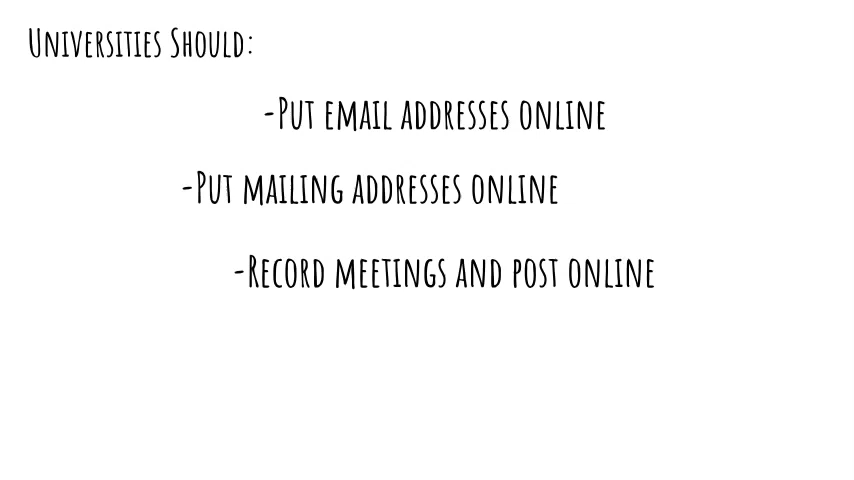 Universities Should:
-Put email addresses online
-Put mailing addresses online
-Record meetings and post online